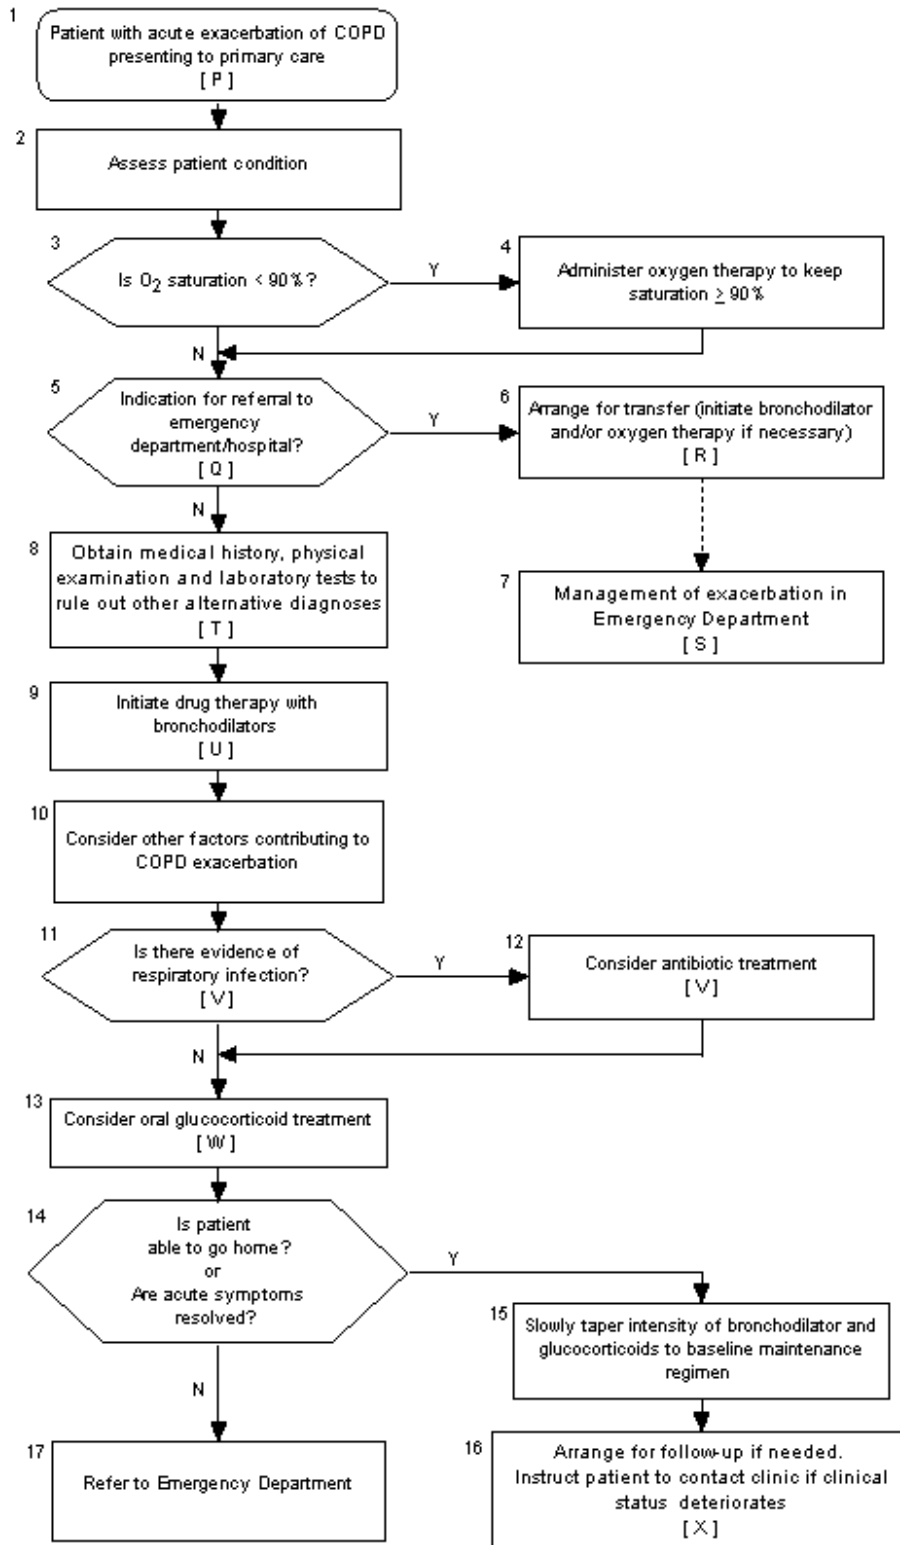 1
Patient with acute exacerbation of COPD
presenting to primary care
[ P ]
2
Assess patient condition
3
Is O2 saturation < 90%?
Y
4
Administer oxygen therapy to keep
saturation ≥ 90%
N
5
Indication for referral to
emergency
department/hospital?
[ Q ]
Y
6
Arrange for transfer (initiate bronchodilator
and/or oxygen therapy if necessary)
[ R ]
N
8
Obtain medical history, physical
examination and laboratory tests to
rule out other alternative diagnoses
[ T ]
7
Management of exacerbation in
Emergency Department
[ S ]
9
Initiate drug therapy with
bronchodilators
[ U ]
10
Consider other factors contributing to
COPD exacerbation
11
Is there evidence of
respiratory infection?
[ V ]
Y
12
Consider antibiotic treatment
[ V ]
N
13
Consider oral glucocorticoid treatment
[ W ]
14
Is patient
able to go home?
or
Are acute symptoms
resolved?
Y
15
Slowly taper intensity of bronchodilator and
glucocorticoids to baseline maintenance
regimen
N
17
Refer to Emergency Department
16
Arrange for follow-up if needed.
Instruct patient to contact clinic if clinical
status deteriorates
[ X ]